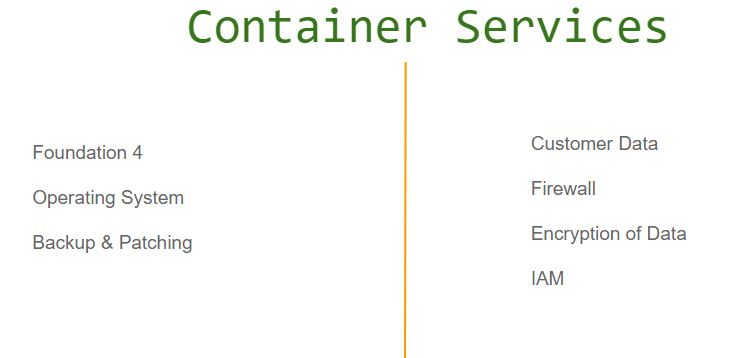 Container Services
Foundation 4
Operating System
Backup & Patching
Customer Data
Firewall
Encryption of Data
IAM